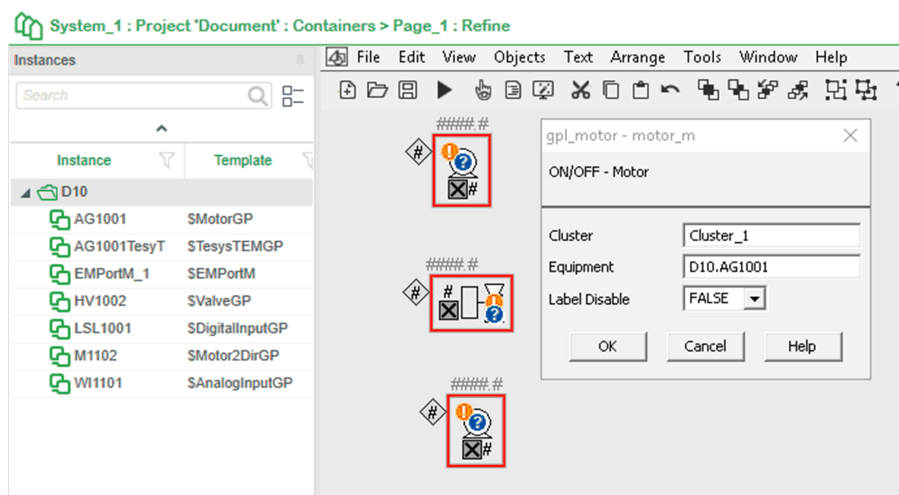 System_1 : Project 'Document' : Containers > Page_1 : Refine
Instances
Search
Instance Template
D10
AG1001 $MotorGP
AG1001TesyT $TesysTEMGP
EMPortM_1 $EMPortM
HV1002 $ValveGP
LSL1001 $DigitalInputGP
M1102 $Motor2DirGP
WI1101 $AnalogInputGP
File Edit View Objects Text Arrange Tools Window Help
####.#
#
#
####.#
#
#
####.#
#
#
gpl_motor - motor_m
ON/OFF - Motor
Cluster Cluster_1
Equipment D10.AG1001
Label Disable FALSE
OK Cancel Help